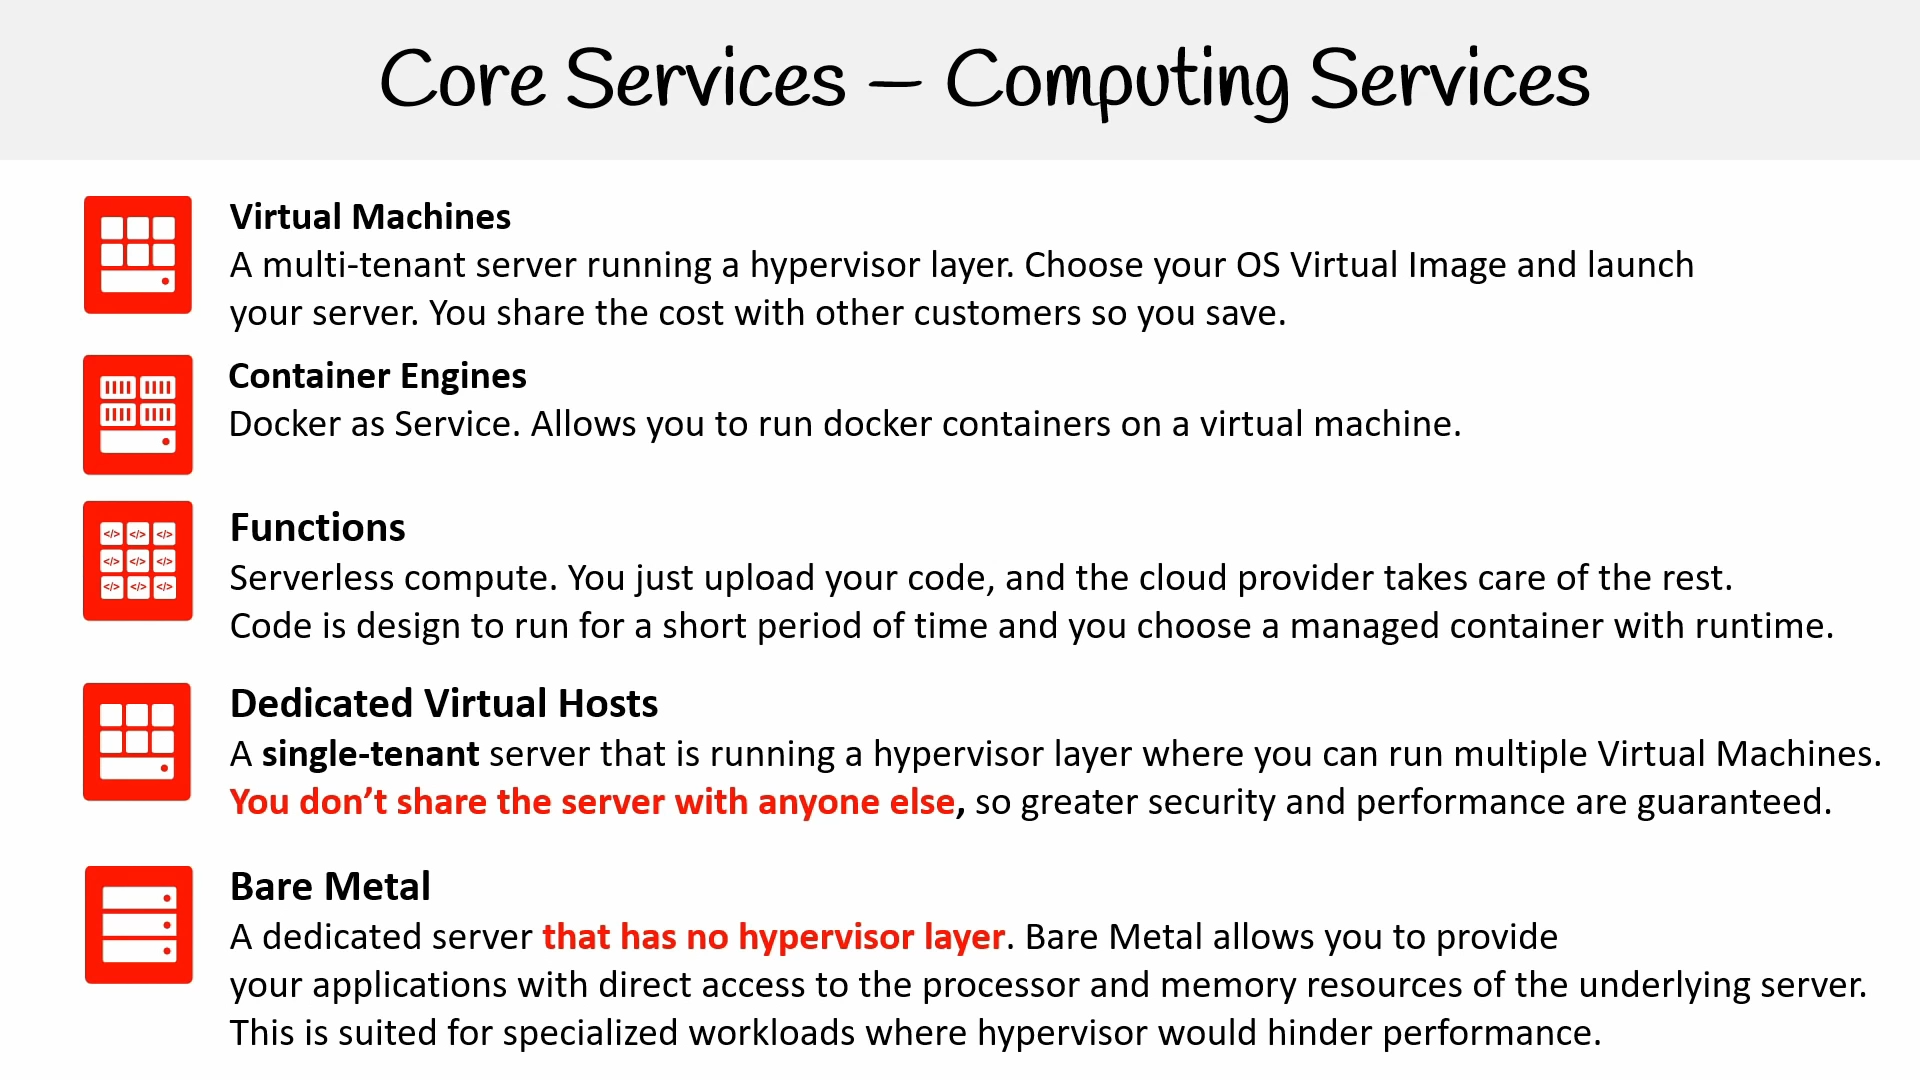 Core Services – Computing Services
Virtual Machines
A multi-tenant server running a hypervisor layer. Choose your OS Virtual Image and launch
your server. You share the cost with other customers so you save.
Container Engines
Docker as Service. Allows you to run docker containers on a virtual machine.
</> </> </>
</> </> </>
</> </> </>
Functions
Serverless compute. You just upload your code, and the cloud provider takes care of the rest.
Code is design to run for a short period of time and you choose a managed container with runtime.
Dedicated Virtual Hosts
A single-tenant server that is running a hypervisor layer where you can run multiple Virtual Machines.
You don’t share the server with anyone else, so greater security and performance are guaranteed.
Bare Metal
A dedicated server that has no hypervisor layer. Bare Metal allows you to provide
your applications with direct access to the processor and memory resources of the underlying server.
This is suited for specialized workloads where hypervisor would hinder performance.